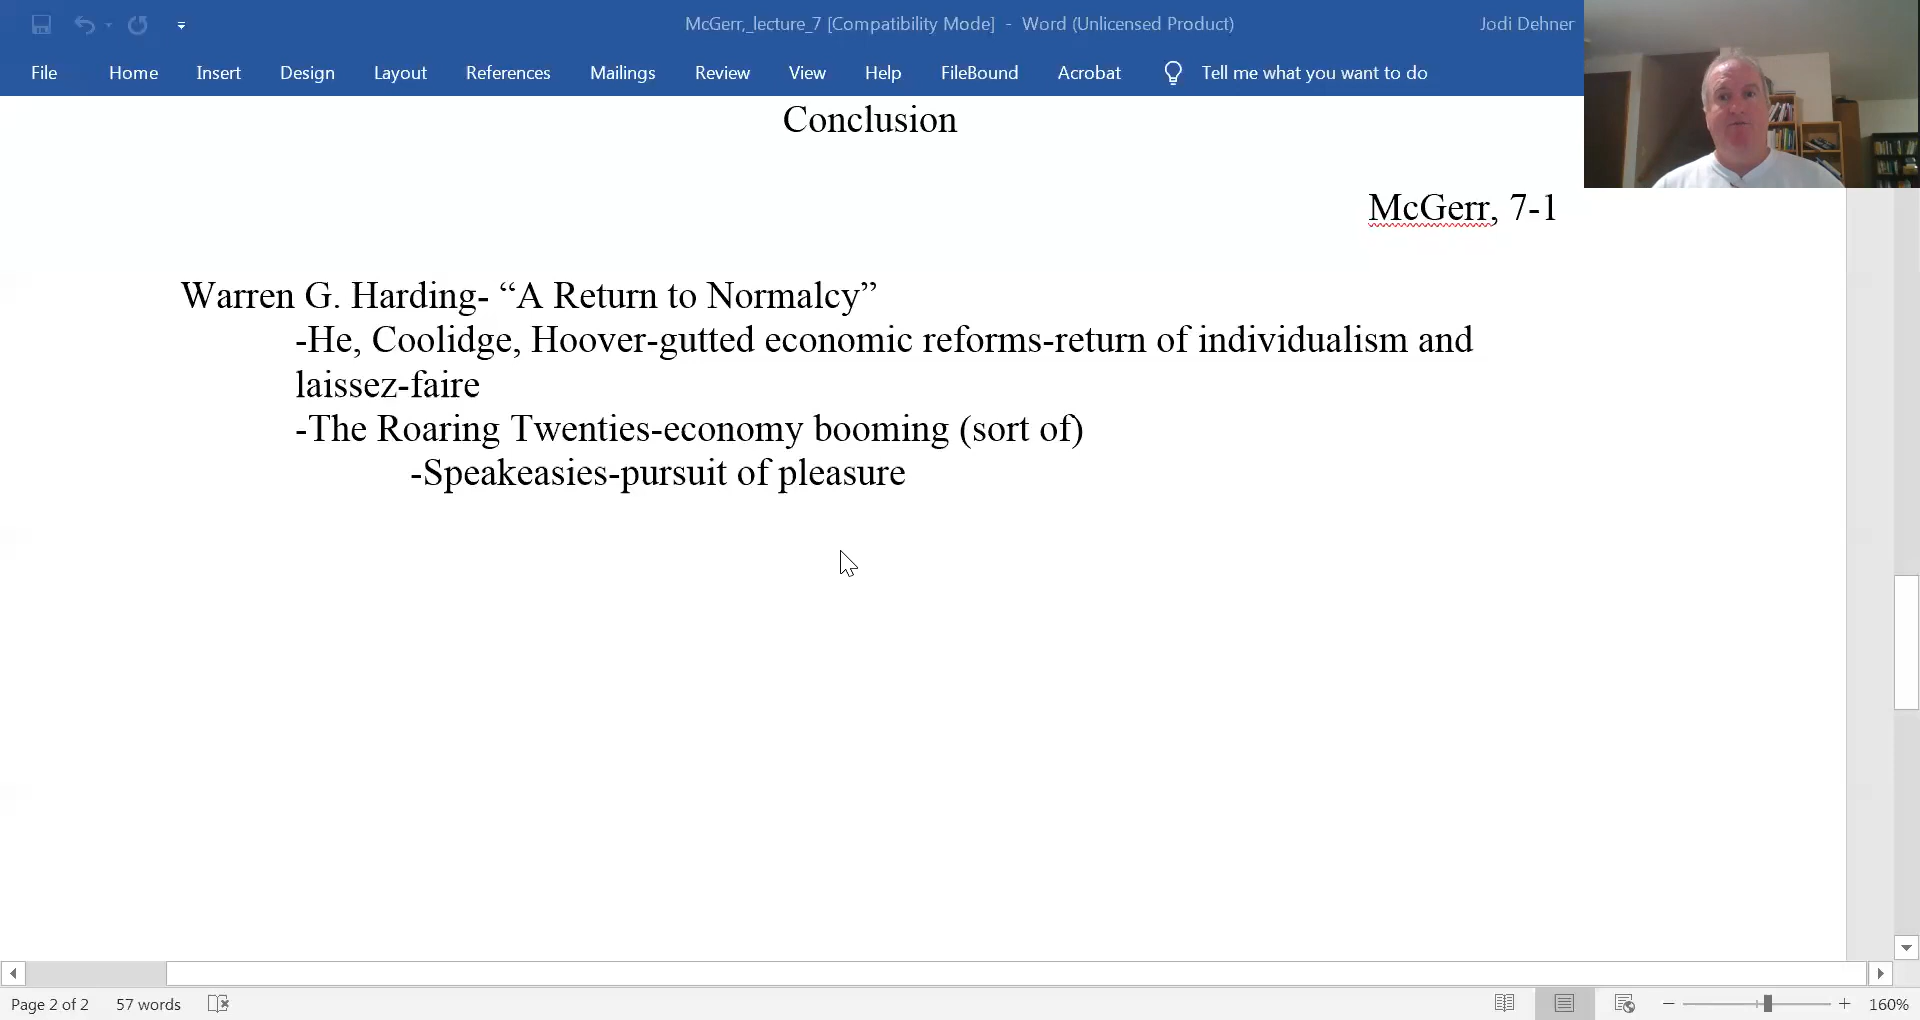 McGerr,_lecture_7 [Compatibility Mode] - Word (Unlicensed Product)
Jodi Dehner
File Home Insert Design Layout References Mailings Review View Help FileBound Acrobat Tell me what you want to do
Conclusion
McGerr, 7-1
Warren G. Harding- “A Return to Normalcy”
-He, Coolidge, Hoover-gutted economic reforms-return of individualism and
laissez-faire
-The Roaring Twenties-economy booming (sort of)
-Speakeasies-pursuit of pleasure
Page 2 of 2 57 words 160%